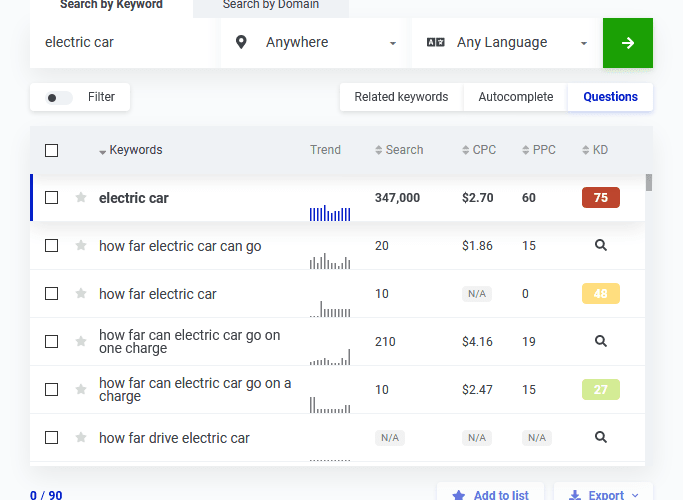 Search by Keyword Search by Domain
electric car Anywhere Any Language
Filter Related keywords Autocomplete Questions
Keywords Trend Search CPC PPC KD
electric car 347,000 $2.70 60 75
how far electric car can go 20 $1.86 15
how far electric car 10 N/A 0 48
how far can electric car go on
one charge 210 $4.16 19
how far can electric car go on a
charge 10 $2.47 15 27
how far drive electric car N/A N/A N/A
0 / 90 Add to list Export